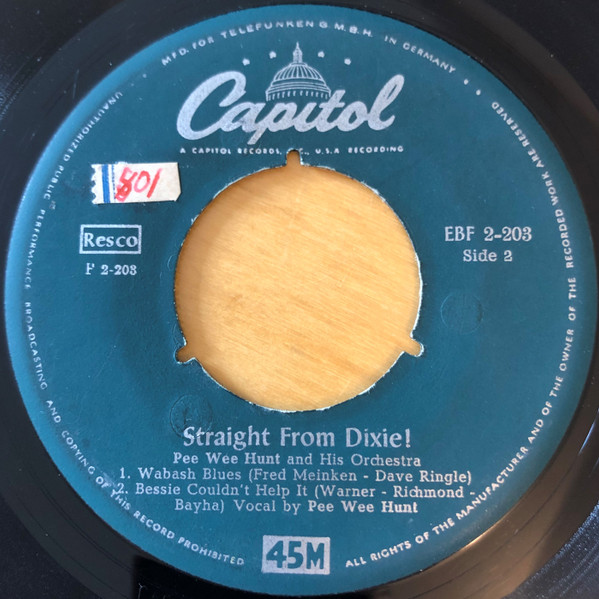 MFD. FOR TELEFUNKEN G.M.B.H. IN GERMANY
Capitol
A CAPITOL RECORDS, U.S.A RECORDING
801
Resco
F 2-203
EBF 2-203
Side 2
Straight From Dixie!
Pee Wee Hunt and His Orchestra
1. Wabash Blues (Fred Meinken - Dave Ringle)
2. Bessie Couldn't Help It (Warner - Richmond -
Bayha) Vocal by Pee Wee Hunt
45M
UNAUTHORIZED PUBLIC PERFORMANCE BROADCASTING AND COPYING OF THIS RECORD PROHIBITED
ALL RIGHTS OF THE MANUFACTURER AND OF THE OWNER OF THE RECORDED WORK ARE RESERVED